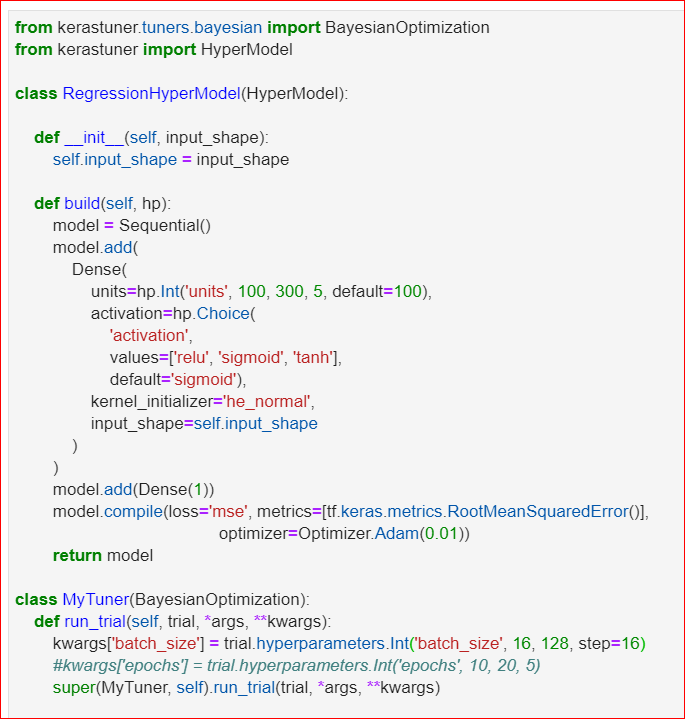 from kerastuner.tuners.bayesian import BayesianOptimization
from kerastuner import HyperModel
class RegressionHyperModel(HyperModel):
def __init__(self, input_shape):
self.input_shape = input_shape
def build(self, hp):
model = Sequential()
model.add(
Dense(
units=hp.Int('units', 100, 300, 5, default=100),
activation=hp.Choice(
'activation',
values=['relu', 'sigmoid', 'tanh'],
default='sigmoid'),
kernel_initializer='he_normal',
input_shape=self.input_shape
)
)
model.add(Dense(1))
model.compile(loss='mse', metrics=[tf.keras.metrics.RootMeanSquaredError()],
optimizer=Optimizer.Adam(0.01))
return model
class MyTuner(BayesianOptimization):
def run_trial(self, trial, *args, **kwargs):
kwargs['batch_size'] = trial.hyperparameters.Int('batch_size', 16, 128, step=16)
#kwargs['epochs'] = trial.hyperparameters.Int('epochs', 10, 20, 5)
super(MyTuner, self).run_trial(trial, *args, **kwargs)